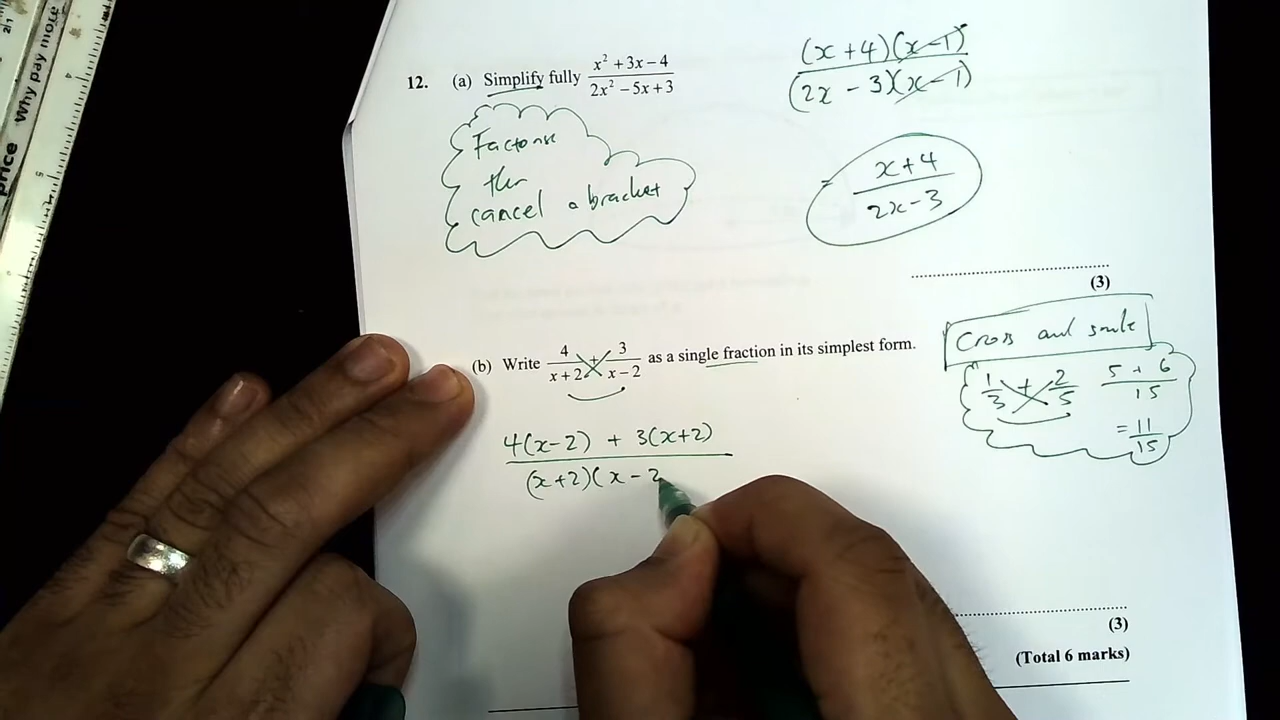 price Why pay more
12. (a) Simplify fully x² + 3x – 4 / 2x² – 5x + 3
(x+4)(x-1) / (2x - 3)(x-1)
Factorise
then
cancel a bracket
= x+4 / 2x-3
(3)
(b) Write 4 / x + 2 + 3 / x – 2 as a single fraction in its simplest form.
Cross and smile
1/3 + 2/5 5 + 6 / 15
= 11/15
4(x-2) + 3(x+2) / (x+2)(x-2
(3)
(Total 6 marks)